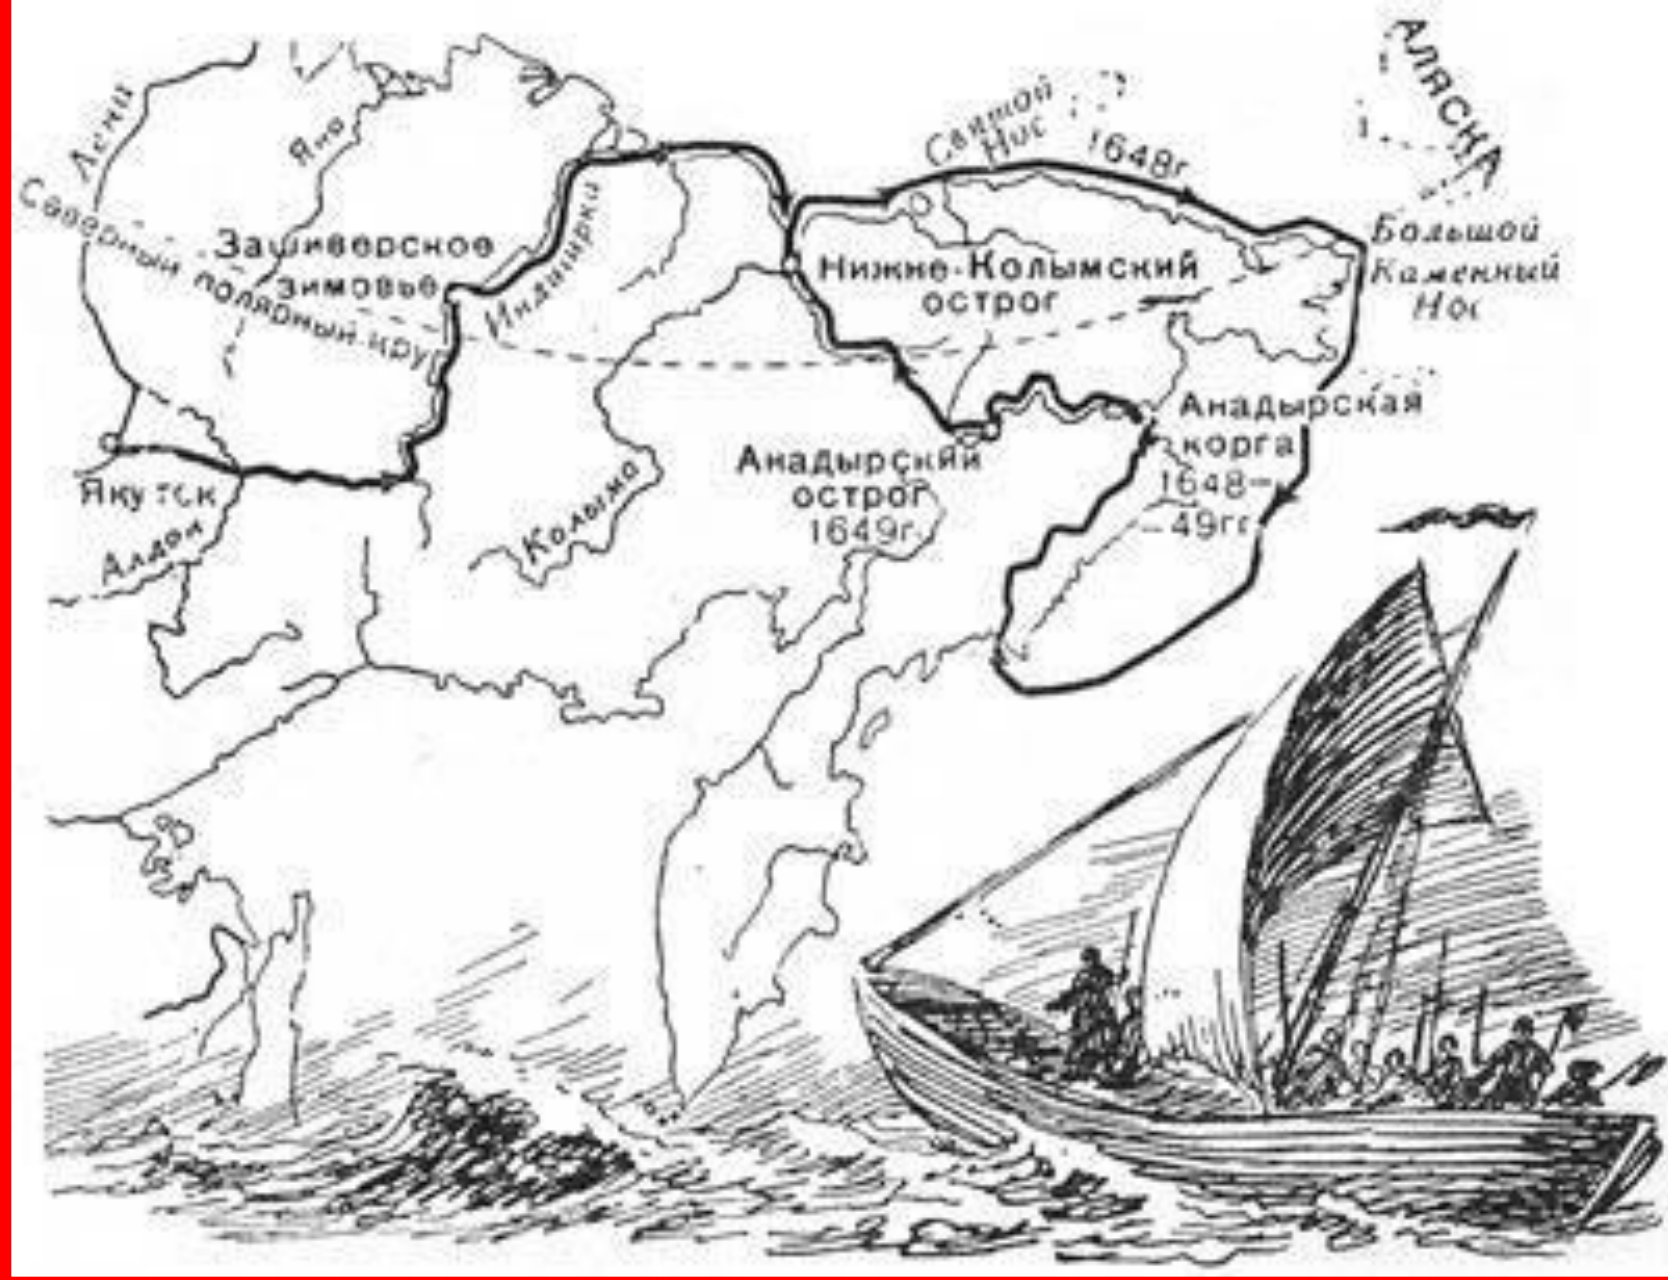 АЛЯСКА
Лена
Яна
Святой
Нос
1648г
Северный полярный круг
Зашиверское
зимовье
Индигирка
Нижне-Колымский
острог
Большой
Каменный
Нос
Якутск
Алдан
Колыма
Анадырский
острог
1649г.
Анадырская
корга
1648-
-49гг